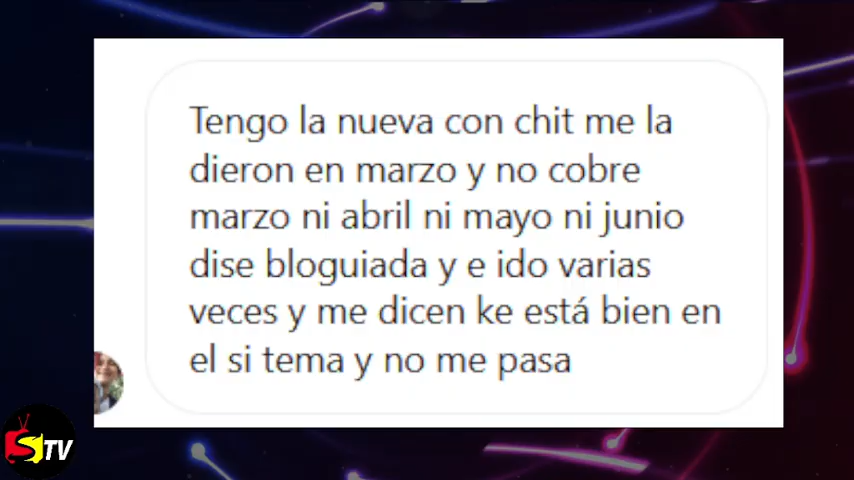 Tengo la nueva con chit me la
dieron en marzo y no cobre
marzo ni abril ni mayo ni junio
dise bloguiada y e ido varias
veces y me dicen ke está bien en
el si tema y no me pasa
STV